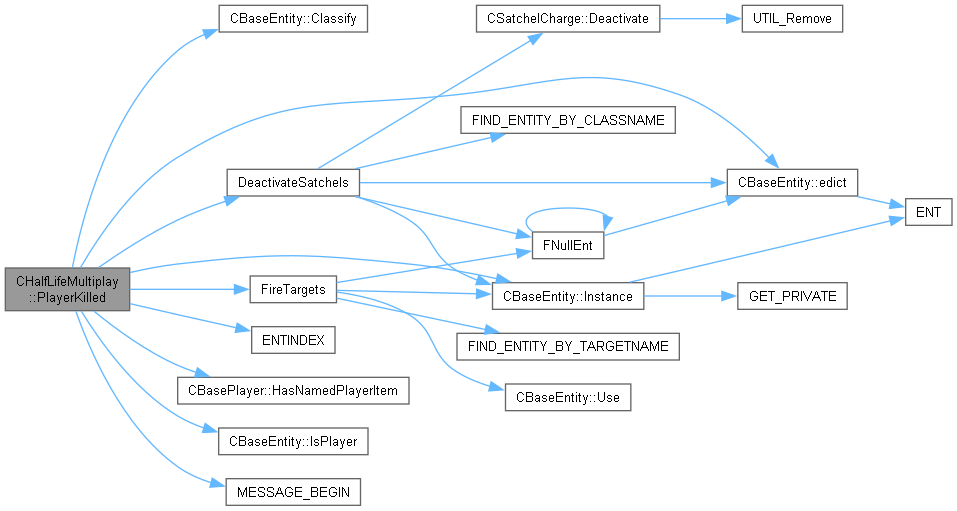 CBaseEntity::Classify
CSatchelCharge::Deactivate
UTIL_Remove
FIND_ENTITY_BY_CLASSNAME
DeactivateSatchels
CBaseEntity::edict
ENT
FNullEnt
CHalfLifeMultiplay
::PlayerKilled
FireTargets
CBaseEntity::Instance
GET_PRIVATE
ENTINDEX
FIND_ENTITY_BY_TARGETNAME
CBasePlayer::HasNamedPlayerItem
CBaseEntity::Use
CBaseEntity::IsPlayer
MESSAGE_BEGIN